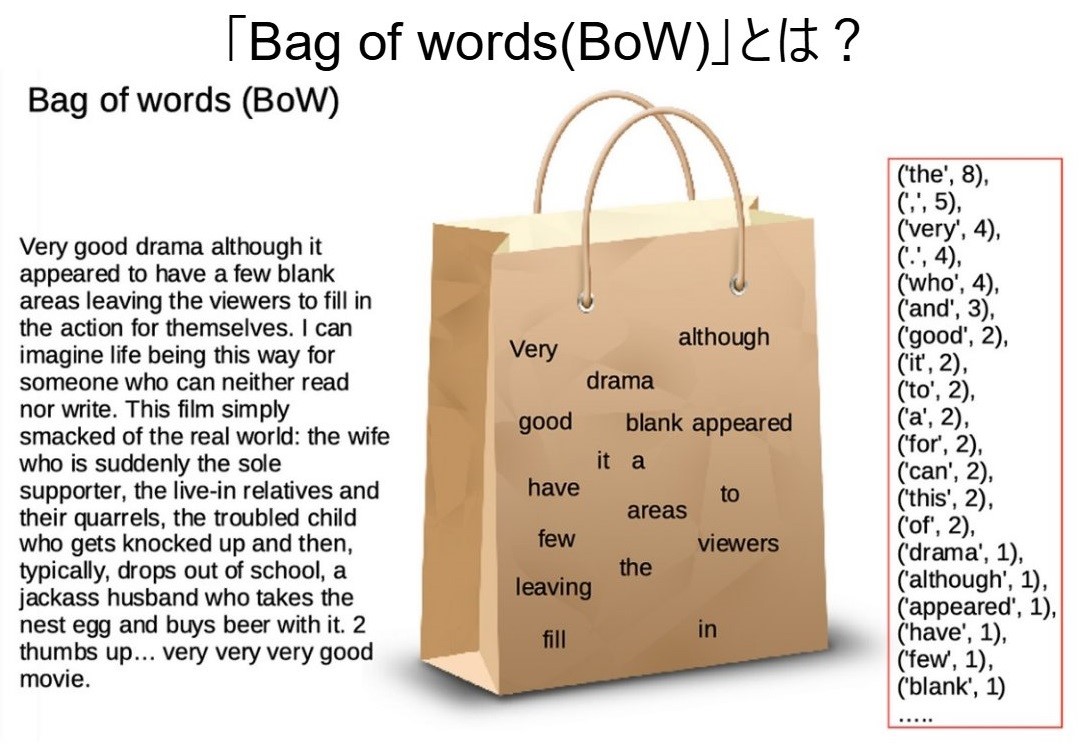 「Bag of words(BoW)」とは？
Bag of words (BoW)
Very good drama although it
appeared to have a few blank
areas leaving the viewers to fill in
the action for themselves. I can
imagine life being this way for
someone who can neither read
nor write. This film simply
smacked of the real world: the wife
who is suddenly the sole
supporter, the live-in relatives and
their quarrels, the troubled child
who gets knocked up and then,
typically, drops out of school, a
jackass husband who takes the
nest egg and buys beer with it. 2
thumbs up... very very very good
movie.
Very
although
drama
good
blank appeared
it a
have
to
areas
few
viewers
the
leaving
in
fill
('the', 8),
(',', 5),
('very', 4),
('.', 4),
('who', 4),
('and', 3),
('good', 2),
('it', 2),
('to', 2),
('a', 2),
('for', 2),
('can', 2),
('this', 2),
('of', 2),
('drama', 1),
('although', 1),
('appeared', 1),
('have', 1),
('few', 1),
('blank', 1)
.....